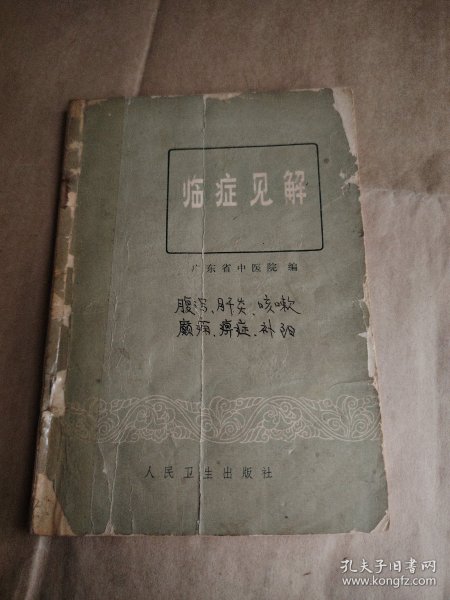 临症见解
广东省中医院 编
腹泻、肝炎、咳嗽
癫痫、痹症、补阳
人民卫生出版社
孔夫子旧书网
www.kongfz.com